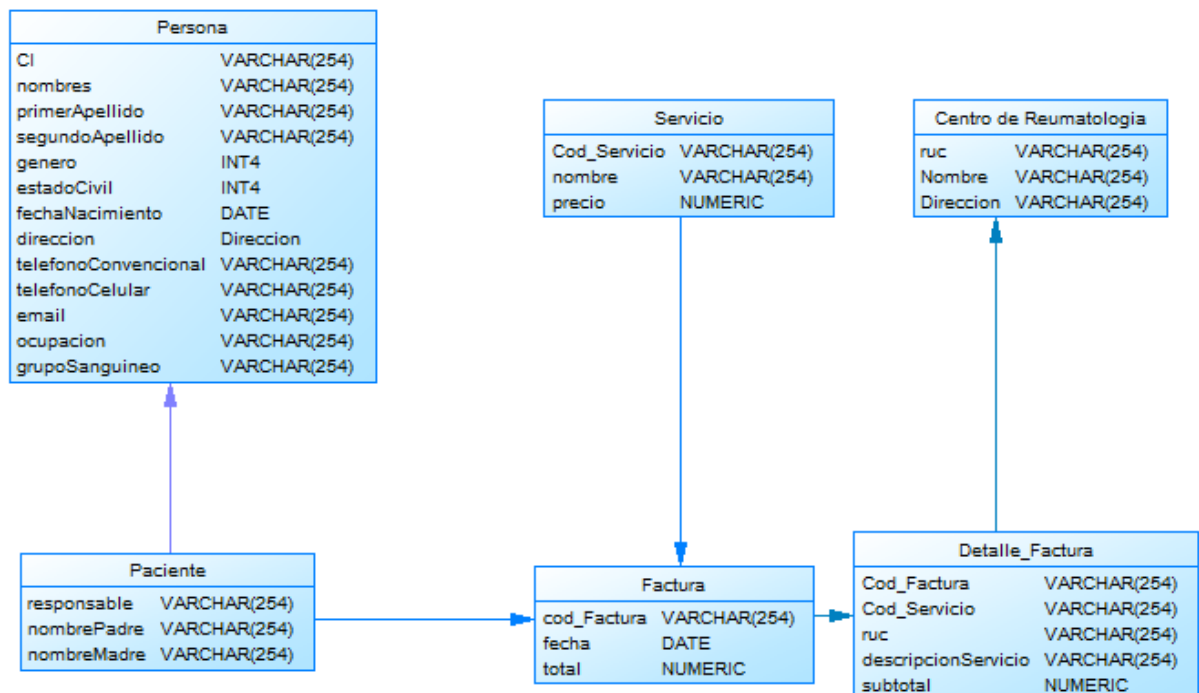 Persona
CI VARCHAR(254)
nombres VARCHAR(254)
primerApellido VARCHAR(254)
segundoApellido VARCHAR(254)
genero INT4
estadoCivil INT4
fechaNacimiento DATE
direccion Direccion
telefonoConvencional VARCHAR(254)
telefonoCelular VARCHAR(254)
email VARCHAR(254)
ocupacion VARCHAR(254)
grupoSanguineo VARCHAR(254)
Servicio
Cod_Servicio VARCHAR(254)
nombre VARCHAR(254)
precio NUMERIC
Centro de Reumatologia
ruc VARCHAR(254)
Nombre VARCHAR(254)
Direccion VARCHAR(254)
Paciente
responsable VARCHAR(254)
nombrePadre VARCHAR(254)
nombreMadre VARCHAR(254)
Factura
cod_Factura VARCHAR(254)
fecha DATE
total NUMERIC
Detalle_Factura
Cod_Factura VARCHAR(254)
Cod_Servicio VARCHAR(254)
ruc VARCHAR(254)
descripcionServicio VARCHAR(254)
subtotal NUMERIC